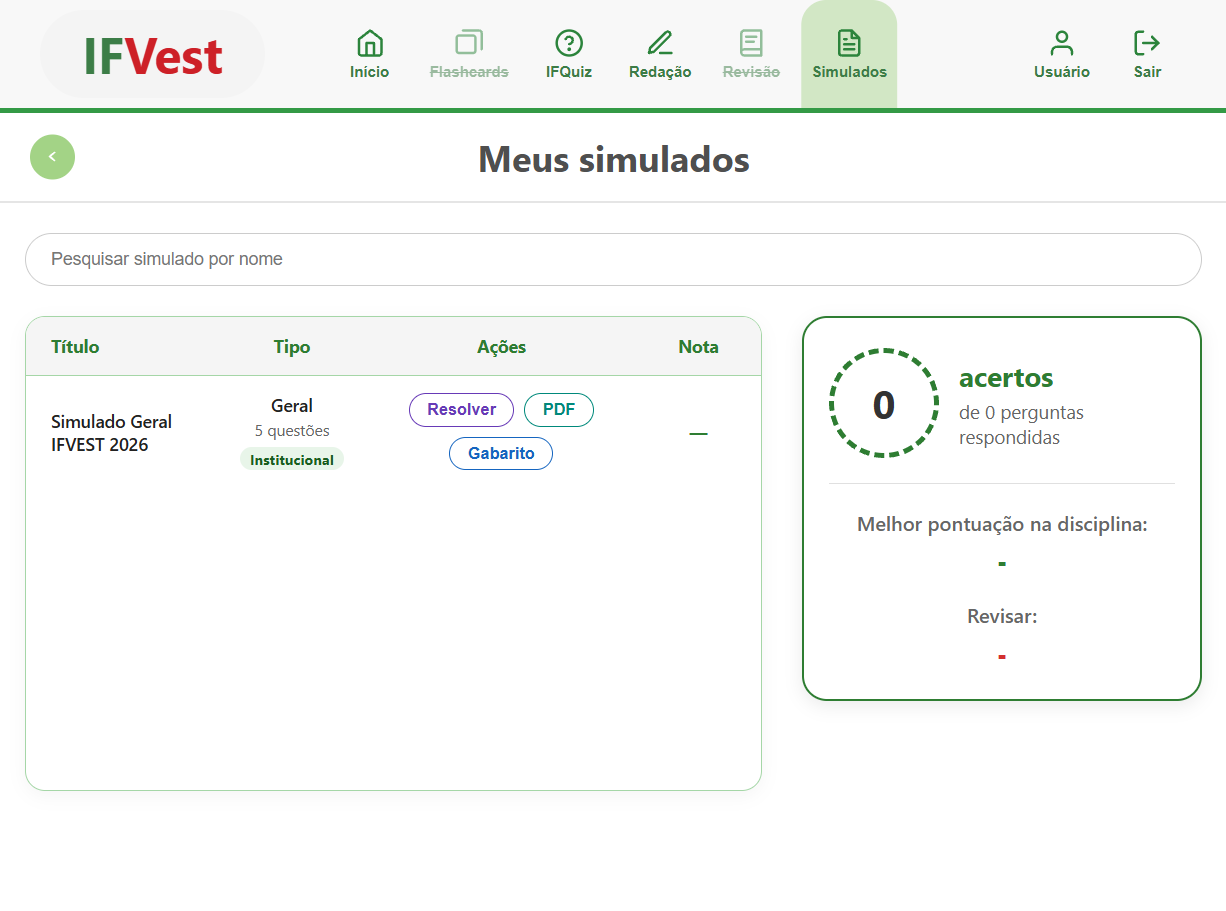 IFVest
Início
Flashcards
IFQuiz
Redação
Revisão
Simulados
Usuário
Sair
Meus simulados
Pesquisar simulado por nome
Título
Tipo
Ações
Nota
Simulado Geral
IFVEST 2026
Geral
5 questões
Institucional
Resolver
PDF
Gabarito
—
0
acertos
de 0 perguntas
respondidas
Melhor pontuação na disciplina:
-
Revisar:
-